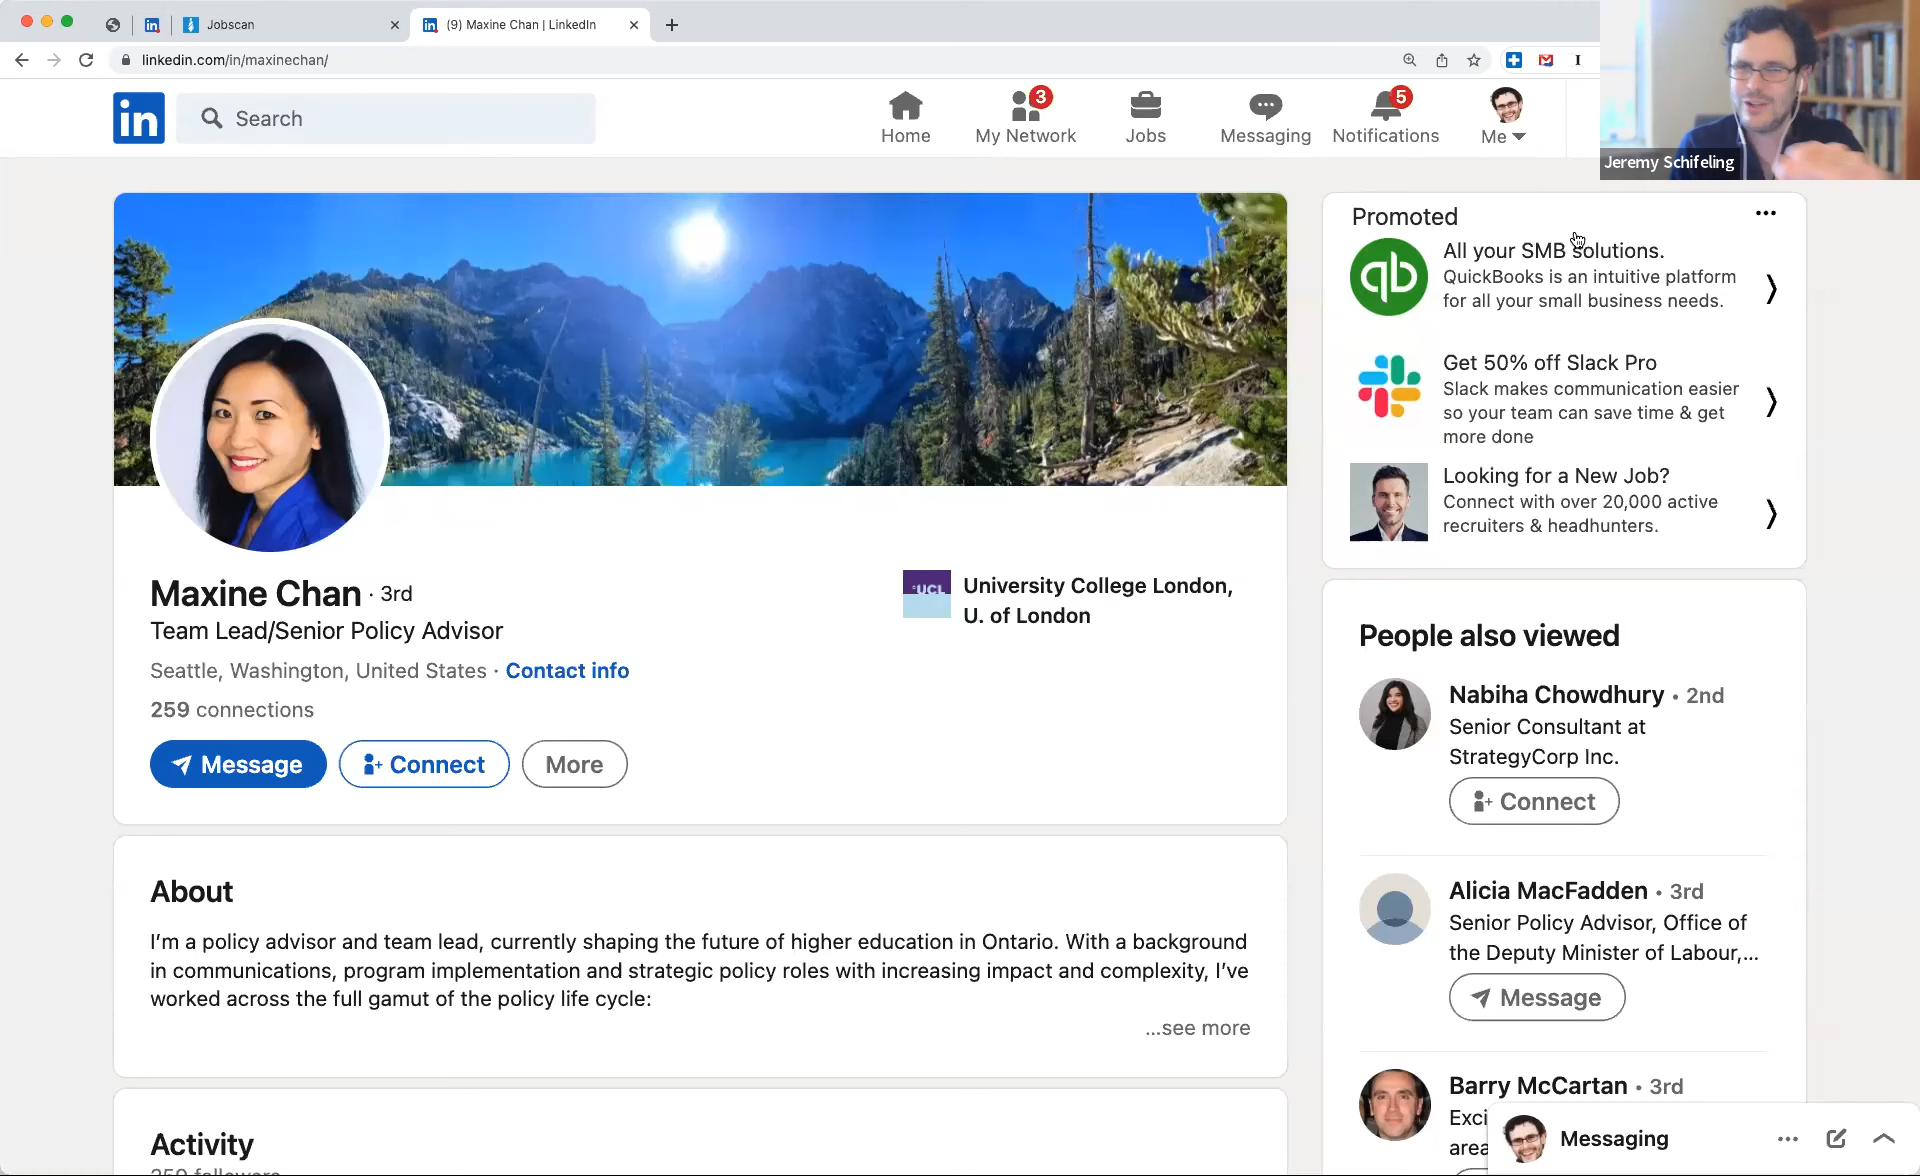 Jobscan
(9) Maxine Chan | LinkedIn
linkedin.com/in/maxinechan/
in
Search
Home
My Network
3
Jobs
Messaging
Notifications
5
Me
Jeremy Schifeling
Promoted
qb
All your SMB solutions.
QuickBooks is an intuitive platform
for all your small business needs.
Get 50% off Slack Pro
Slack makes communication easier
so your team can save time & get
more done
Looking for a New Job?
Connect with over 20,000 active
recruiters & headhunters.
Maxine Chan · 3rd
Team Lead/Senior Policy Advisor
Seattle, Washington, United States · Contact info
259 connections
Message
Connect
More
UCL
University College London,
U. of London
About
I’m a policy advisor and team lead, currently shaping the future of higher education in Ontario. With a background
in communications, program implementation and strategic policy roles with increasing impact and complexity, I’ve
worked across the full gamut of the policy life cycle:
...see more
Activity
259 followers
People also viewed
Nabiha Chowdhury • 2nd
Senior Consultant at
StrategyCorp Inc.
Connect
Alicia MacFadden • 3rd
Senior Policy Advisor, Office of
the Deputy Minister of Labour,...
Message
Barry McCartan • 3rd
Exci
area
Messaging